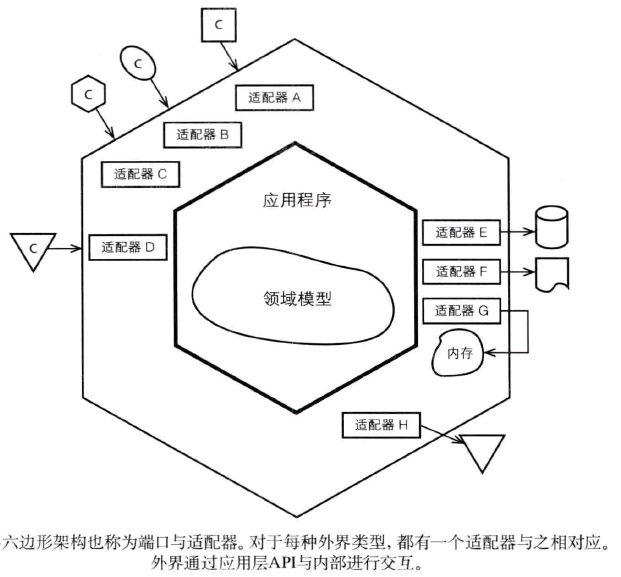 C
C
C
适配器 A
适配器 B
适配器 C
应用程序
C
适配器 D
适配器 E
适配器 F
领域模型
适配器 G
内存
适配器 H
六边形架构也称为端口与适配器。对于每种外界类型, 都有一个适配器与之相对应。
外界通过应用层API与内部进行交互。